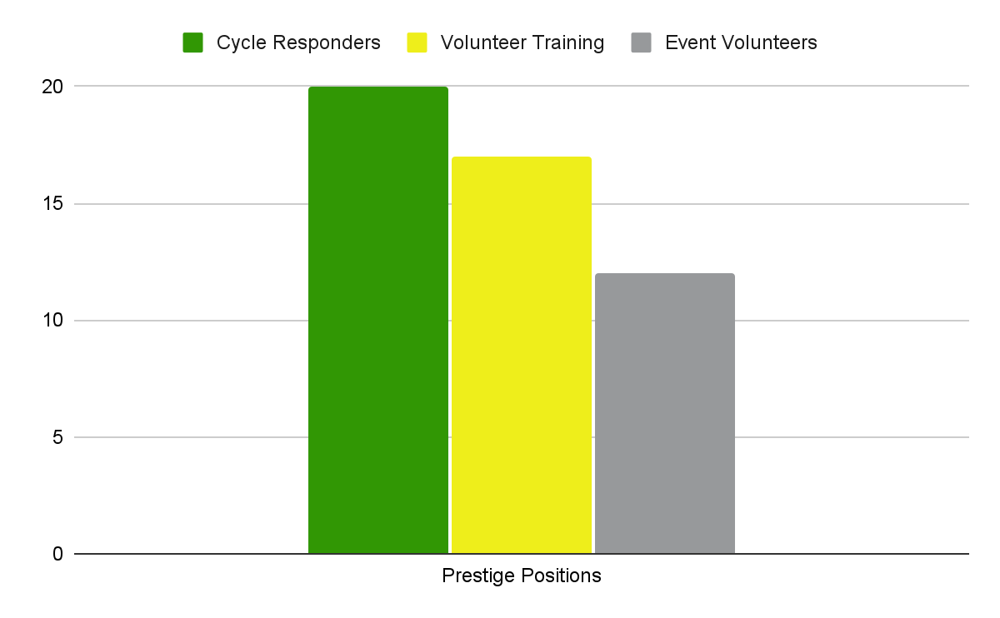 Cycle Responders Volunteer Training Event Volunteers
20
15
10
5
0
Prestige Positions